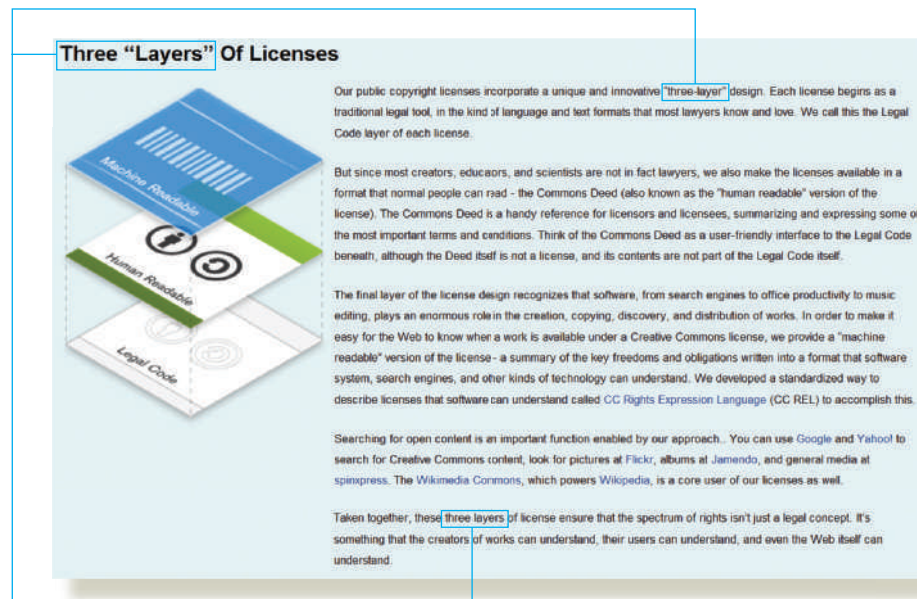 Three “Layers” Of Licenses
Our public copyright licenses incorporate a unique and innovative "three-layer" design. Each license begins as a
traditional legal tool, in the kind of language and text formats that most lawyers know and love. We call this the Legal
Code layer of each license.
Machine Readable
Human Readable
Legal Code
But since most creators, educaors, and scientists are not in fact lawyers, we also make the licenses available in a
format that normal people can read - the Commons Deed (also known as the "human readable" version of the
license). The Commons Deed is a handy reference for licensors and licensees, summarizing and expressing some o
the most important terms and canditions. Think of the Commons Deed as a user-friendly interface to the Legal Code
beneath, although the Deed itself is not a license, and its contents are not part of the Legal Code itself.
The final layer of the license design recognizes that software, from search engines to office productivity to music
editing, plays an enormous role in the creation, copying, discovery, and distribution of works. In order to make it
easy for the Web to know when a work is available under a Creative Commons license, we provide a "machine
readable" version of the license - a summary of the key freedoms and obligations written into a format that software
system, search engines, and other kinds of technology can understand. We developed a standardized way to
describe licenses that software can understand called CC Rights Expression Language (CC REL) to accomplish this.
Searching for open content is an important function enabled by our approach.. You can use Google and Yahoo! to
search for Creative Commons content, look for pictures at Flickr, albums at Jamendo, and general media at
spinxpress. The Wikimedia Commons, which powers Wikipedia, is a core user of our licenses as well.
Taken together, these three layers of license ensure that the spectrum of rights isn't just a legal concept. It's
something that the creators of works can understand, their users can understand, and even the Web itself can
understand.